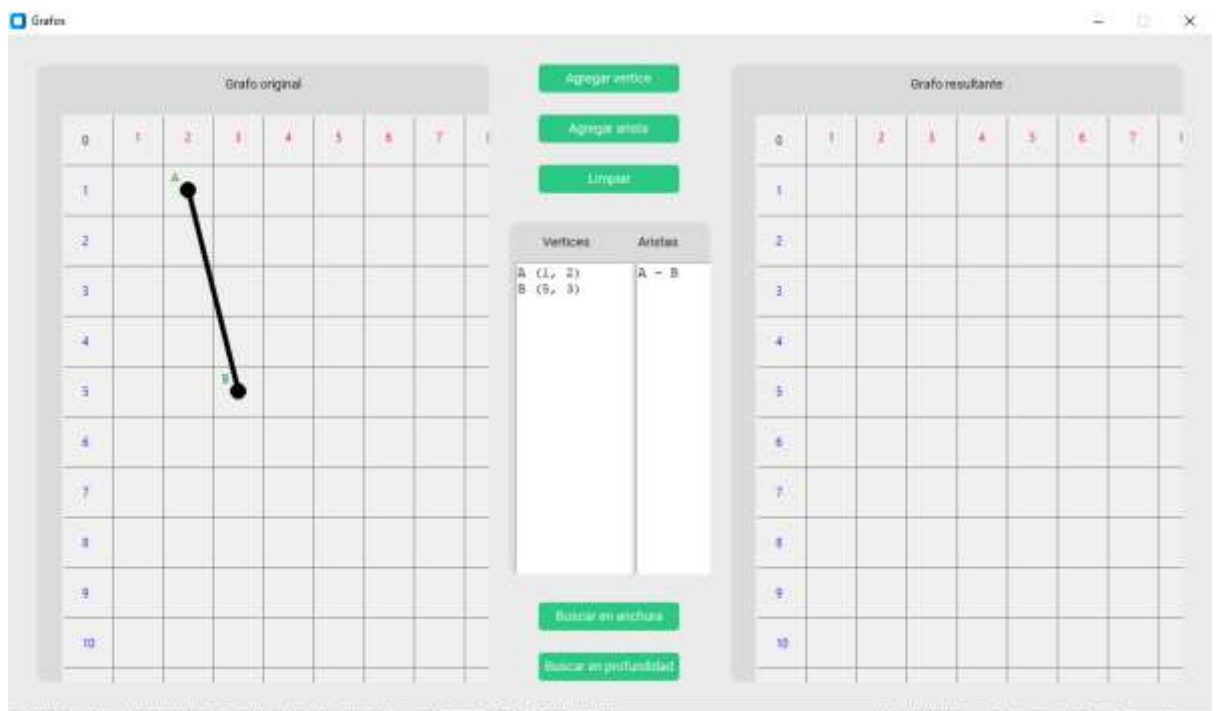 Grafos
Grafo original
0 1 2 3 4 5 6 7
1
2
3
4
5
6
7
8
9
10
A
B
Agregar vertice
Agregar arista
Limpiar
Vertices Aristas
A (1, 2) A - B
B (5, 3)
Buscar en anchura
Buscar en profundidad
Grafo resultante
0 1 2 3 4 5 6 7
1
2
3
4
5
6
7
8
9
10